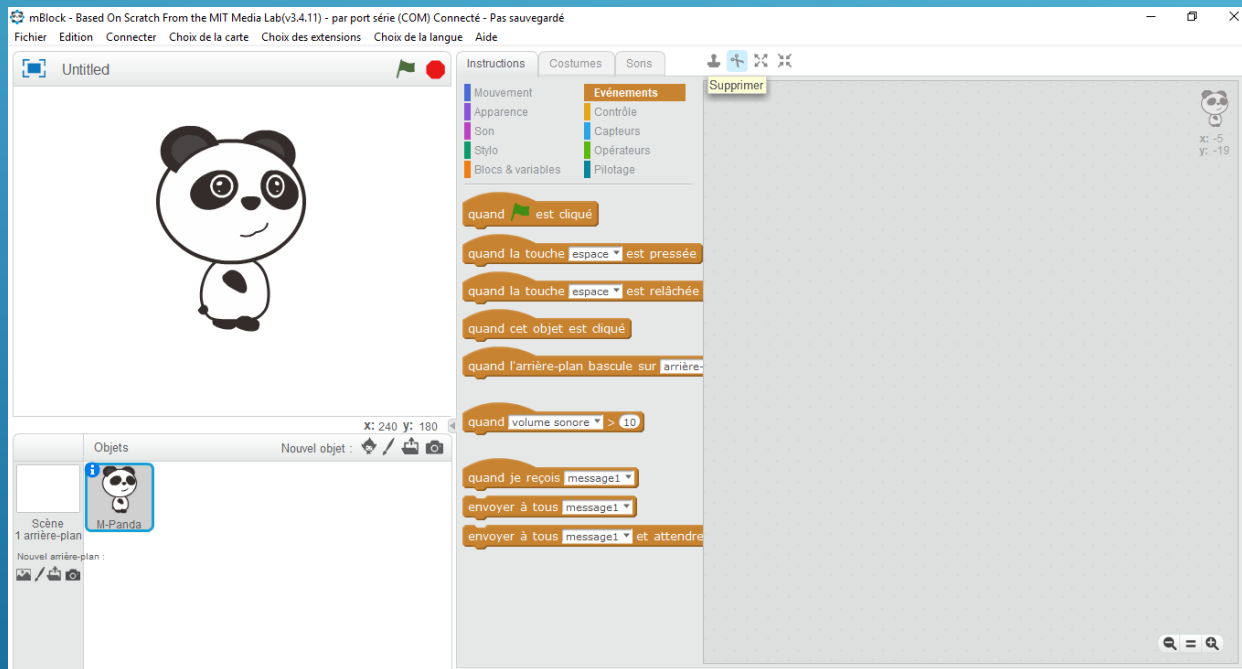 mBlock - Based On Scratch From the MIT Media Lab(v3.4.11) - par port série (COM) Connecté - Pas sauvegardé
Fichier Edition Connecter Choix de la carte Choix des extensions Choix de la langue Aide
Untitled
Instructions Costumes Sons
Supprimer
Mouvement Evénements
Apparence Contrôle
Son Capteurs
Stylo Opérateurs
Blocs & variables Pilotage
x: -5
y: -19
quand est cliqué
quand la touche espace est pressée
quand la touche espace est relâchée
quand cet objet est cliqué
quand l'arrière-plan bascule sur arrière-
quand volume sonore > 10
quand je reçois message1
envoyer à tous message1
envoyer à tous message1 et attendre
X: 240 Y: 180
Objets Nouvel objet :
Scène
1 arrière-plan
M-Panda
Nouvel arrière-plan :